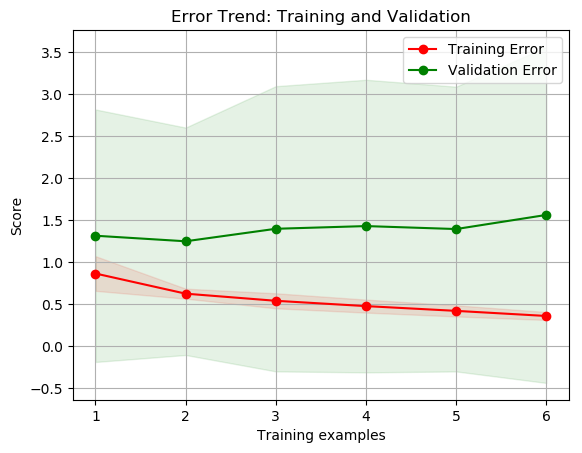 Error Trend: Training and Validation
Training Error
Validation Error
3.5
3.0
2.5
2.0
1.5
1.0
0.5
0.0
−0.5
Score
1 2 3 4 5 6
Training examples